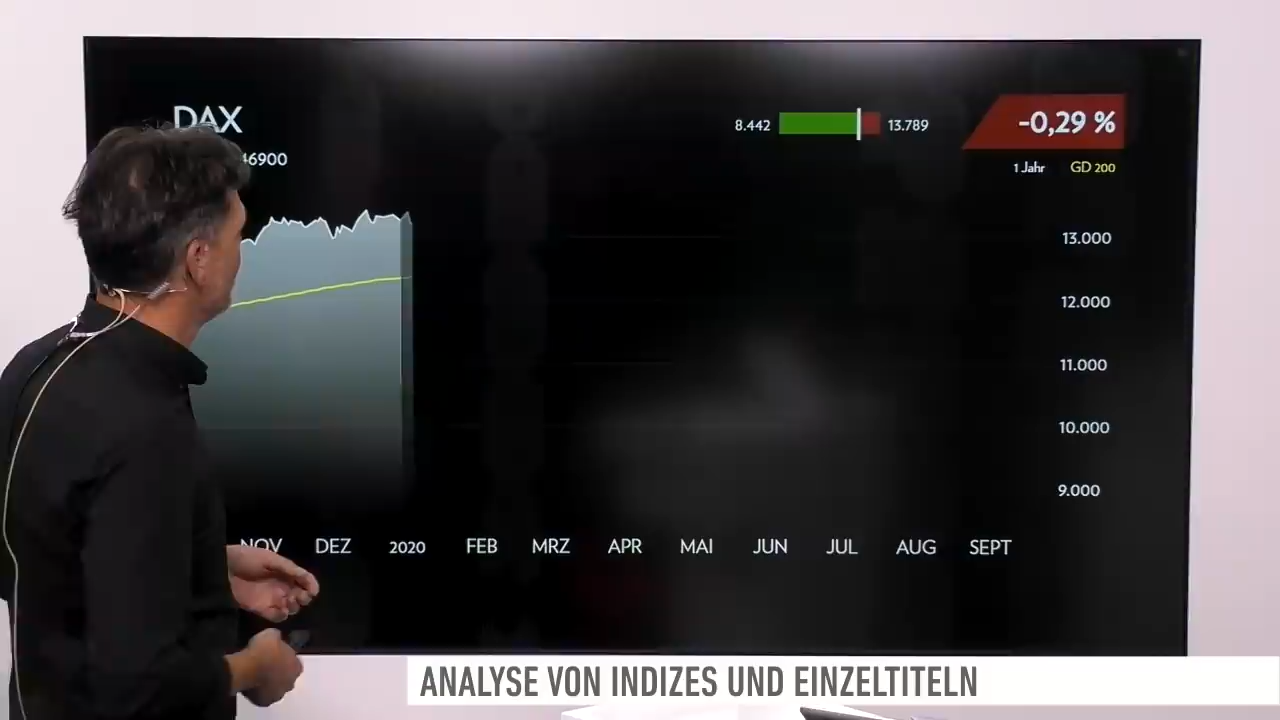 DAX
46900
8.442
13.789
-0,29 %
1 Jahr GD 200
13.000
12.000
11.000
10.000
9.000
NOV DEZ 2020 FEB MRZ APR MAI JUN JUL AUG SEPT
ANALYSE VON INDIZES UND EINZELTITELN